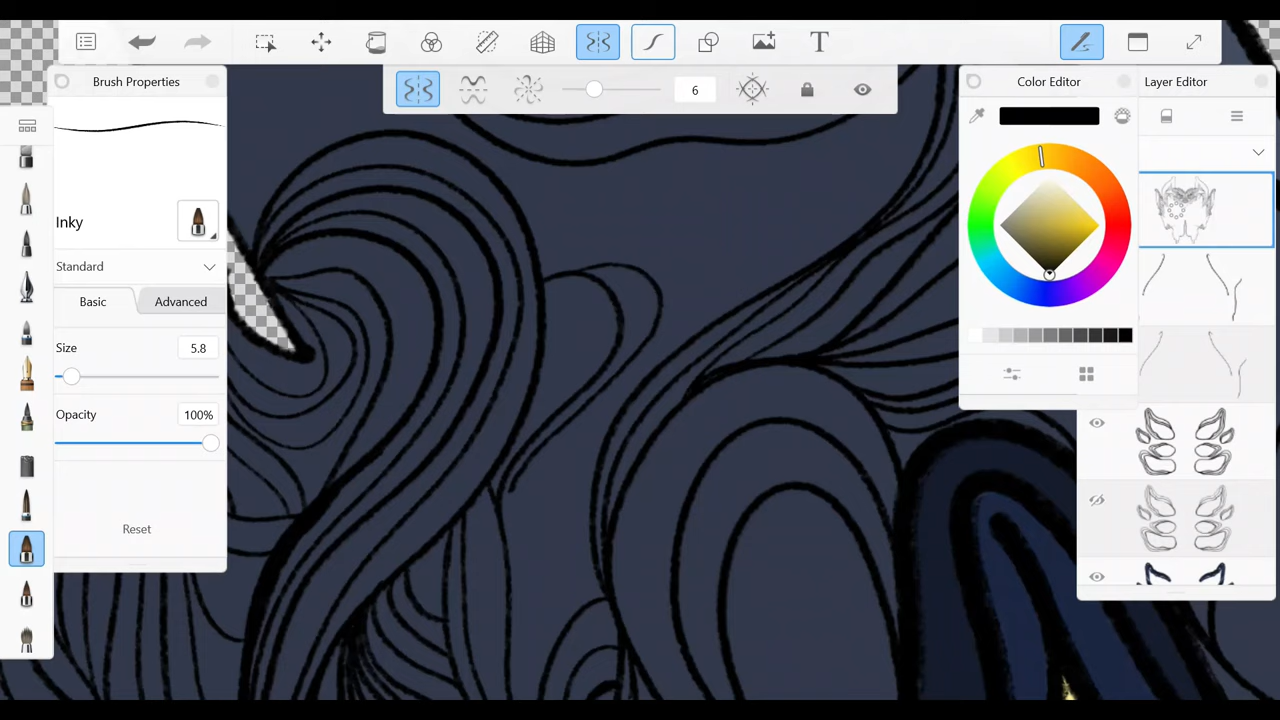 T
Brush Properties
6
Color Editor
Layer Editor
Inky
Standard
Basic
Advanced
Size
5.8
Opacity
100%
Reset